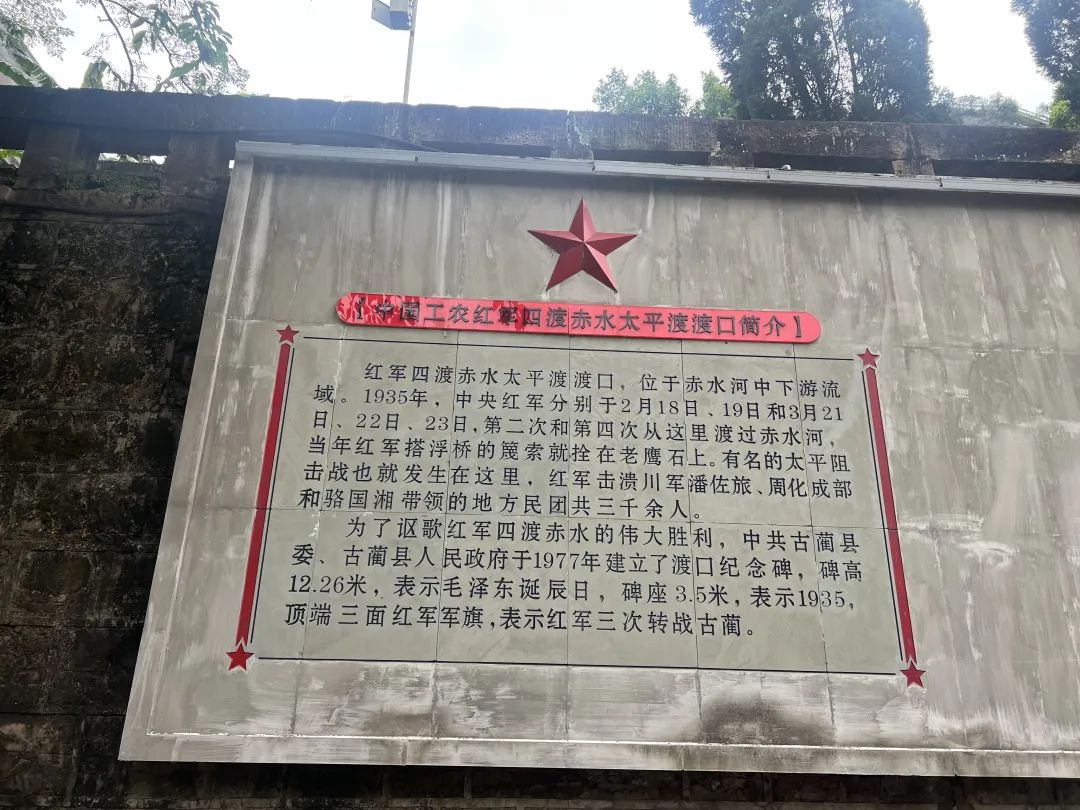 【中国工农红军四渡赤水太平渡渡口简介】
红军四渡赤水太平渡渡口，位于赤水河中下游流
域。1935年，中央红军分别于2月18日、19日和3月21
日、22日、23日，第二次和第四次从这里渡过赤水河，
当年红军搭浮桥的篾索就拴在老鹰石上。有名的太平阻
击战也就发生在这里，红军击溃川军潘佐旅、周化成部
和骆国湘带领的地方民团共三千余人。
为了讴歌红军四渡赤水的伟大胜利，中共古蔺县
委、古蔺县人民政府于1977年建立了渡口纪念碑，碑高
12.26米，表示毛泽东诞辰日，碑座3.5米，表示1935，
顶端三面红军军旗，表示红军三次转战古蔺。